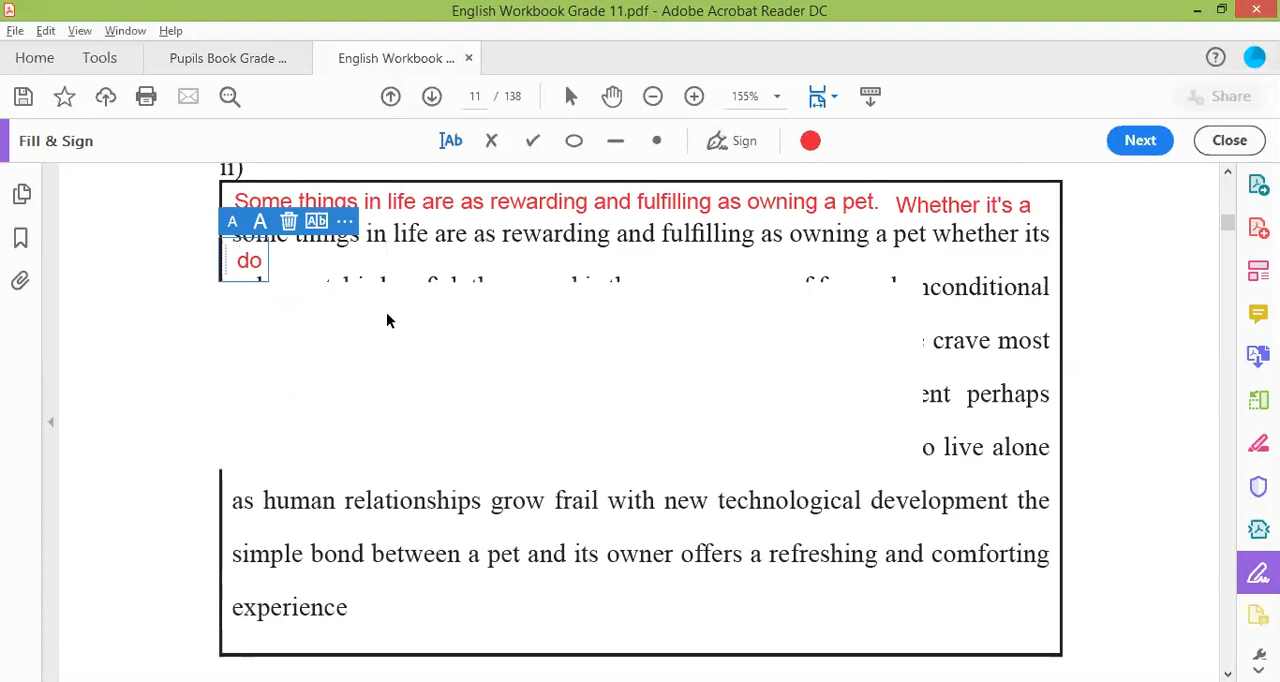 English Workbook Grade 11.pdf - Adobe Acrobat Reader DC
File Edit View Window Help
Home Tools Pupils Book Grade ... English Workbook ... ×
11 / 138 155% Share
Fill & Sign Ab Sign Next Close
ii)
Some things in life are as rewarding and fulfilling as owning a pet. Whether it's a
A A Ab ...
some things in life are as rewarding and fulfilling as owning a pet whether its
do
nconditional
crave most
ent perhaps
o live alone
as human relationships grow frail with new technological development the
simple bond between a pet and its owner offers a refreshing and comforting
experience